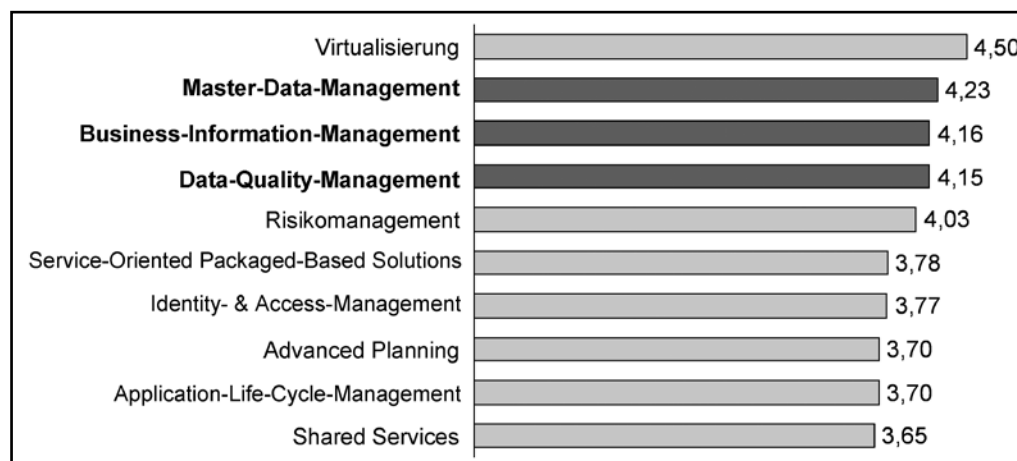 Virtualisierung 4,50
Master-Data-Management 4,23
Business-Information-Management 4,16
Data-Quality-Management 4,15
Risikomanagement 4,03
Service-Oriented Packaged-Based Solutions 3,78
Identity- & Access-Management 3,77
Advanced Planning 3,70
Application-Life-Cycle-Management 3,70
Shared Services 3,65